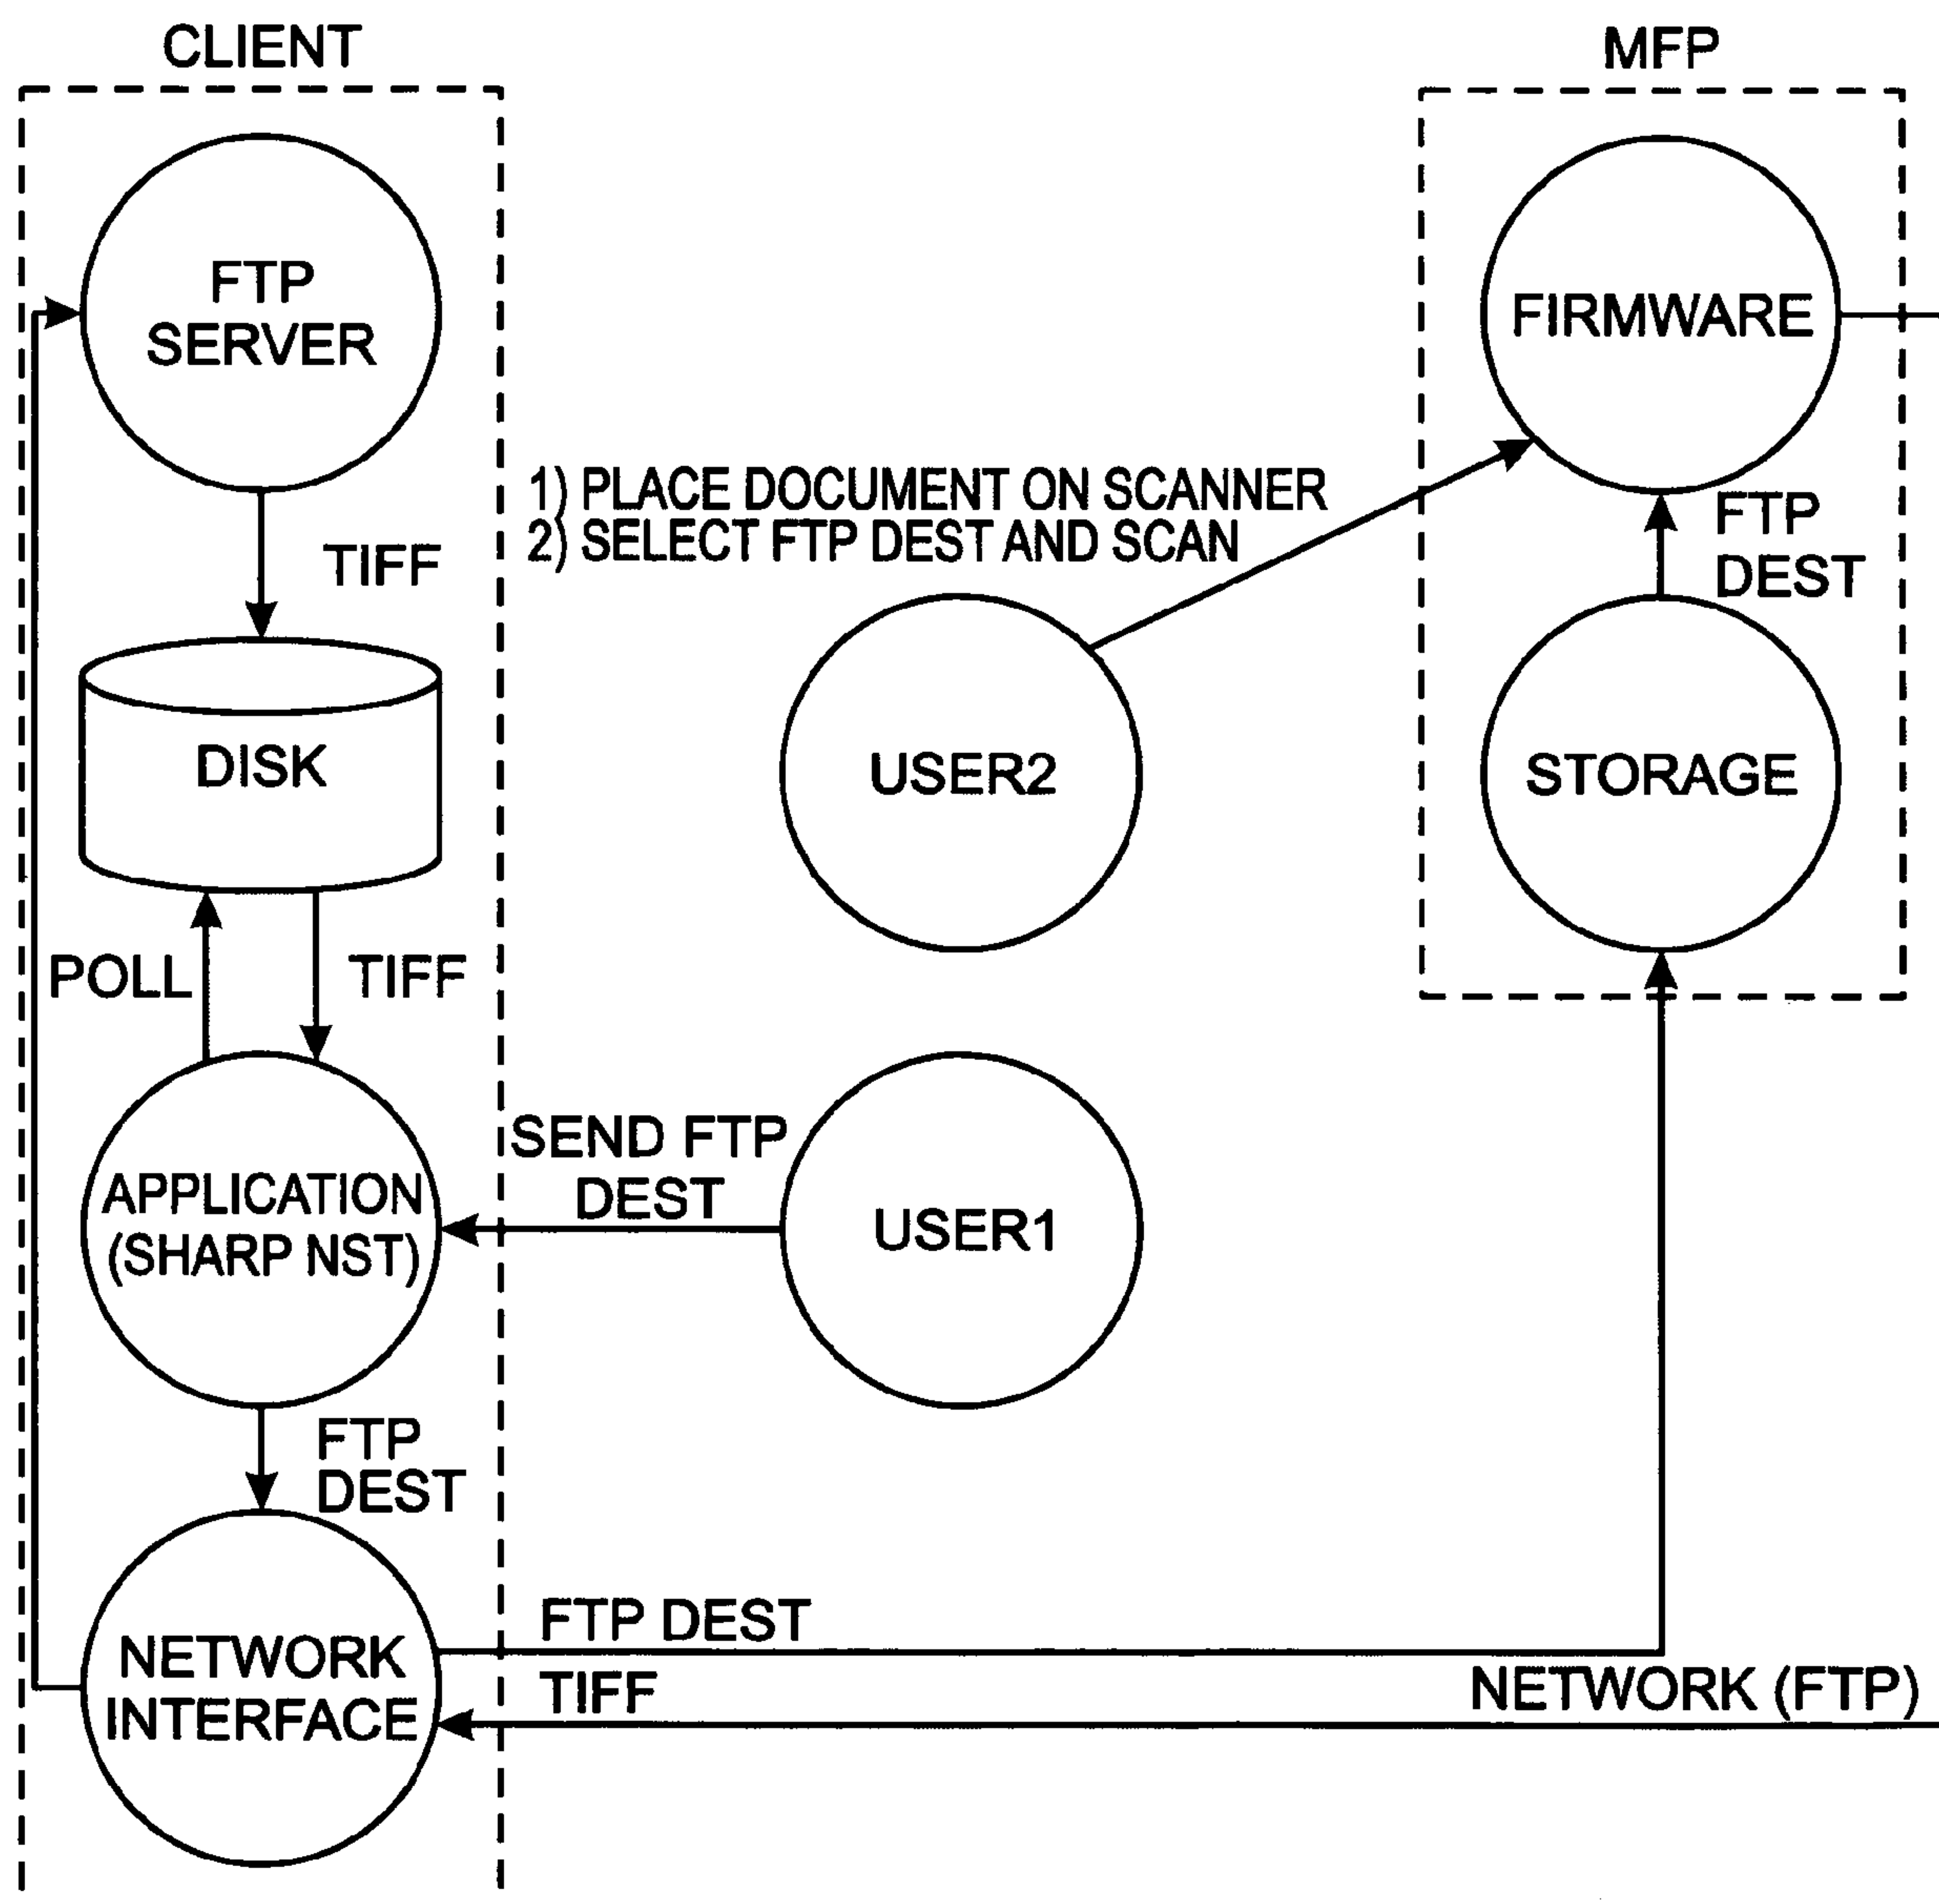 CLIENT
MFP
FTP
SERVER
FIRMWARE
1) PLACE DOCUMENT ON SCANNER
2) SELECT FTP DEST AND SCAN
FTP
DEST
TIFF
DISK
USER2
STORAGE
POLL
TIFF
SEND FTP
DEST
APPLICATION
(SHARP NST)
USER1
FTP
DEST
FTP DEST
NETWORK
INTERFACE
TIFF
NETWORK (FTP)